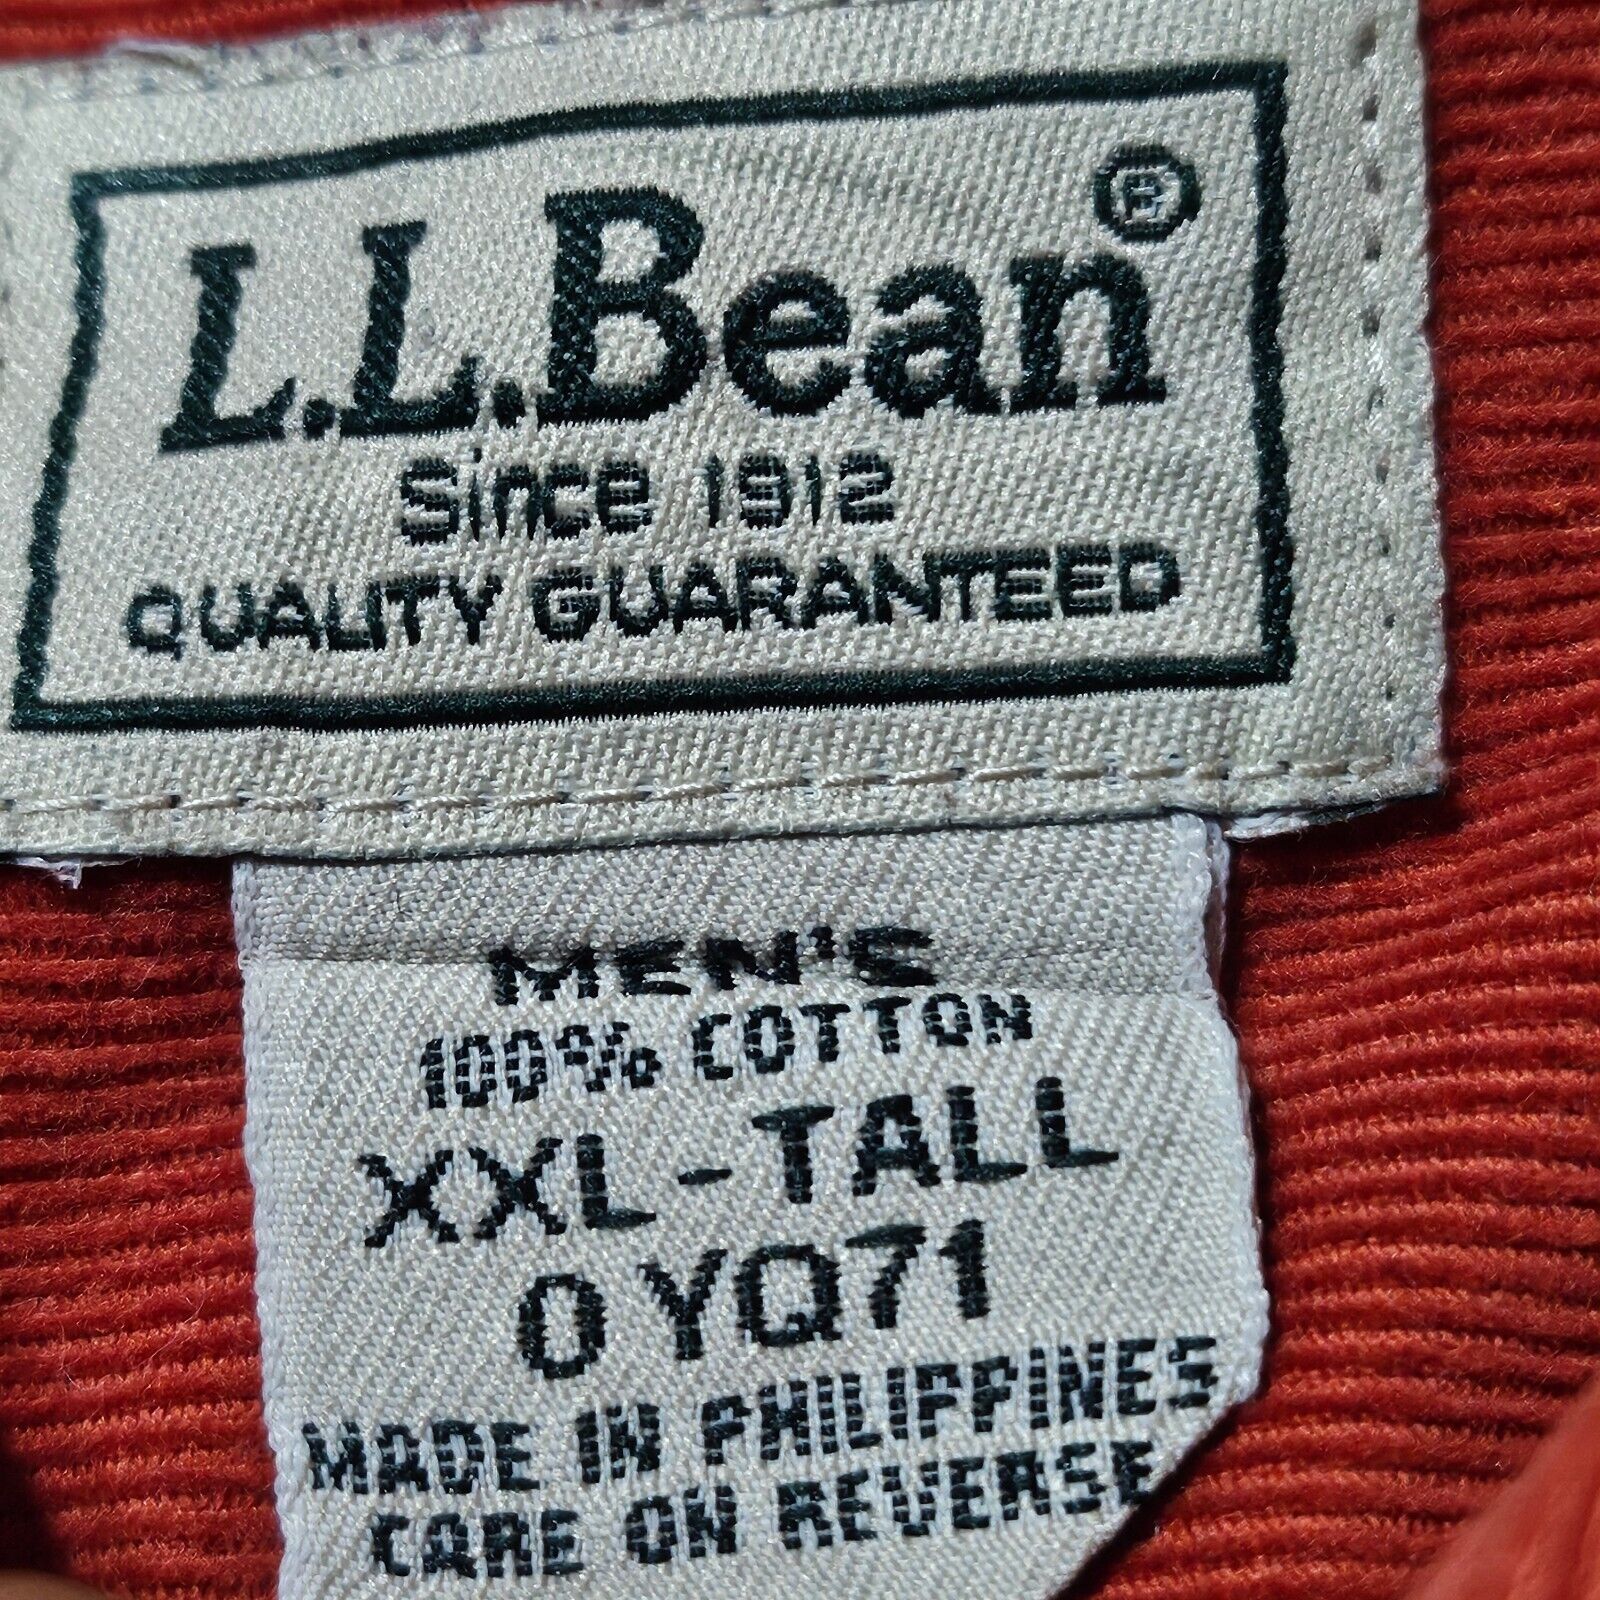 L.L.Bean®
Since 1912
QUALITY GUARANTEED
MEN'S
100% COTTON
XXL-TALL
0YQ71
MADE IN PHILIPPINES
CARE ON REVERSE